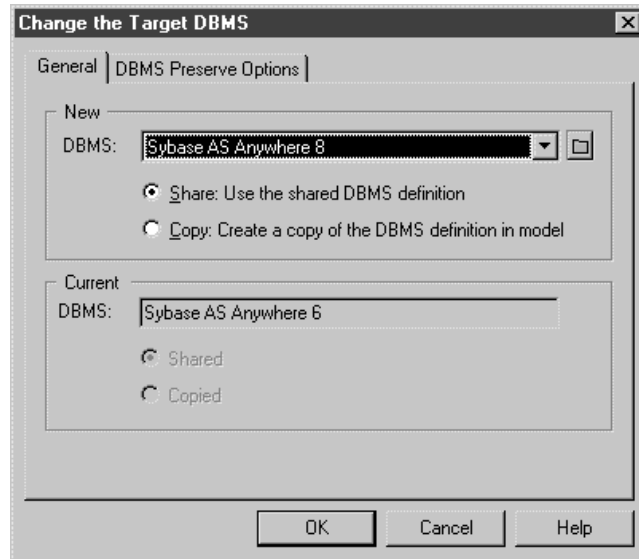 Change the Target DBMS
General
DBMS Preserve Options
New
DBMS:
Sybase AS Anywhere 8
Share: Use the shared DBMS definition
Copy: Create a copy of the DBMS definition in model
Current
DBMS:
Sybase AS Anywhere 6
Shared
Copied
OK
Cancel
Help